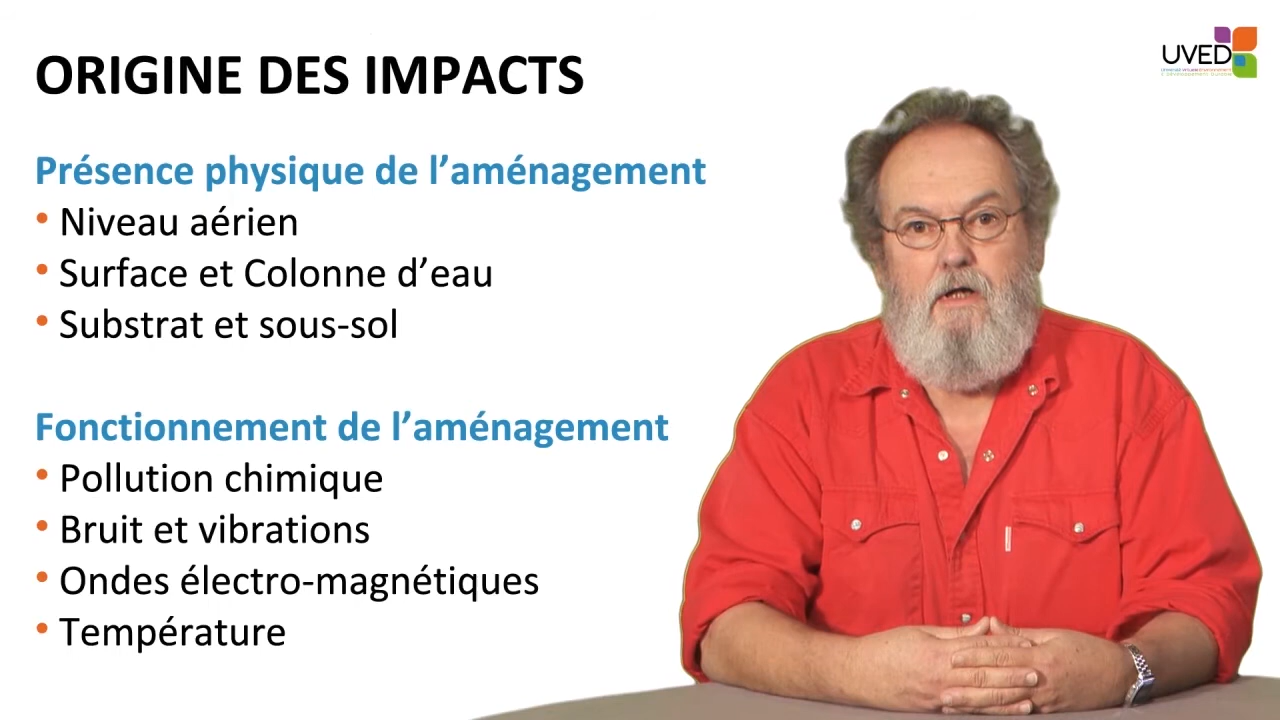 ORIGINE DES IMPACTS
UVED
Présence physique de l’aménagement
• Niveau aérien
• Surface et Colonne d’eau
• Substrat et sous-sol
Fonctionnement de l’aménagement
• Pollution chimique
• Bruit et vibrations
• Ondes électro-magnétiques
• Température